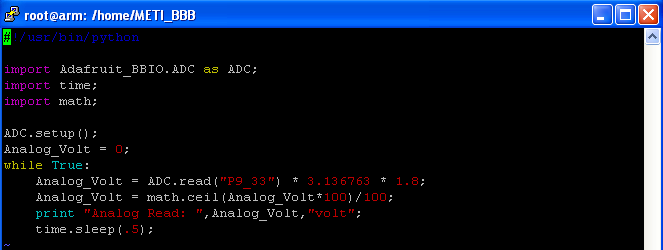 root@arm: /home/METI_BBB
#!/usr/bin/python
import Adafruit_BBIO.ADC as ADC;
import time;
import math;
ADC.setup();
Analog_Volt = 0;
while True:
    Analog_Volt = ADC.read("P9_33") * 3.136763 * 1.8;
    Analog_Volt = math.ceil(Analog_Volt*100)/100;
    print "Analog Read: ",Analog_Volt,"volt";
    time.sleep(.5);
~